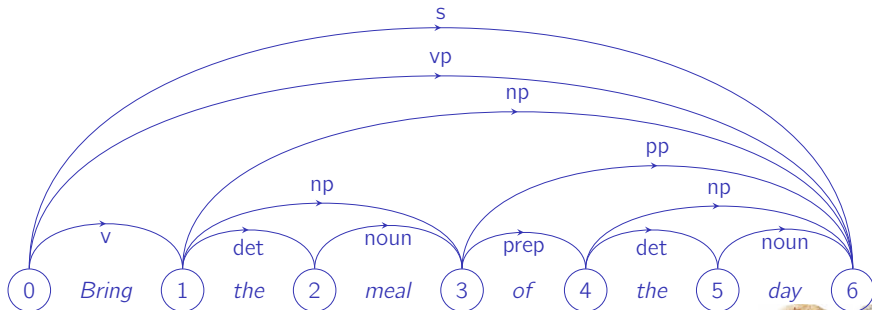 s
vp
np
pp
np
np
v
det
noun
prep
det
noun
0 Bring 1 the 2 meal 3 of 4 the 5 day 6